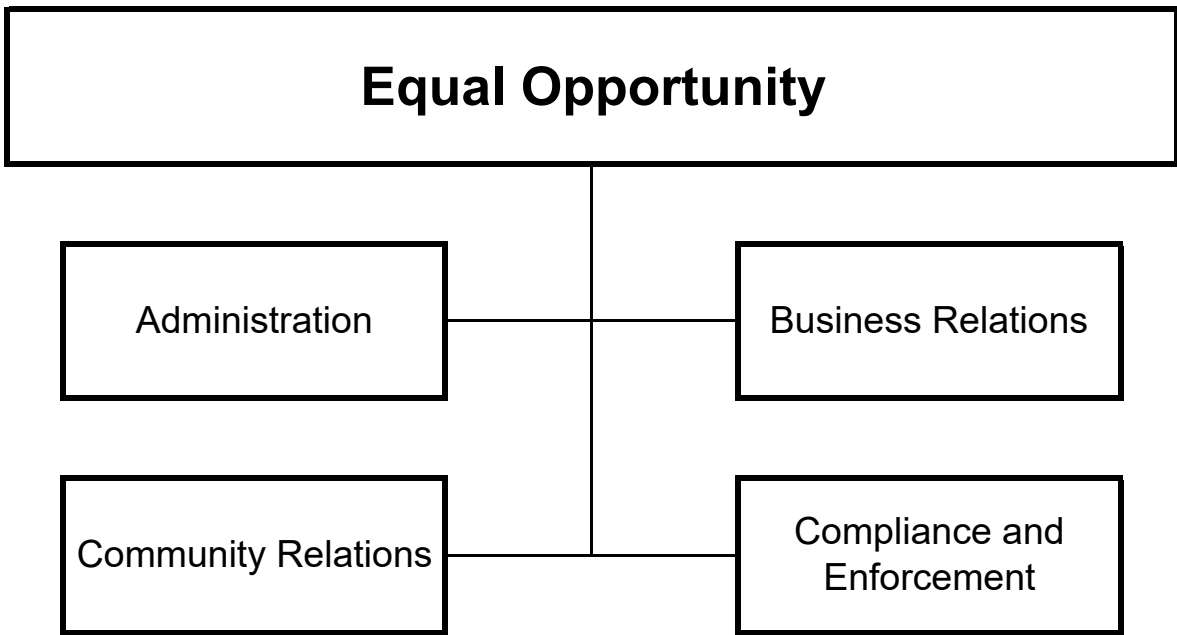 Equal Opportunity
Administration
Business Relations
Community Relations
Compliance and
Enforcement